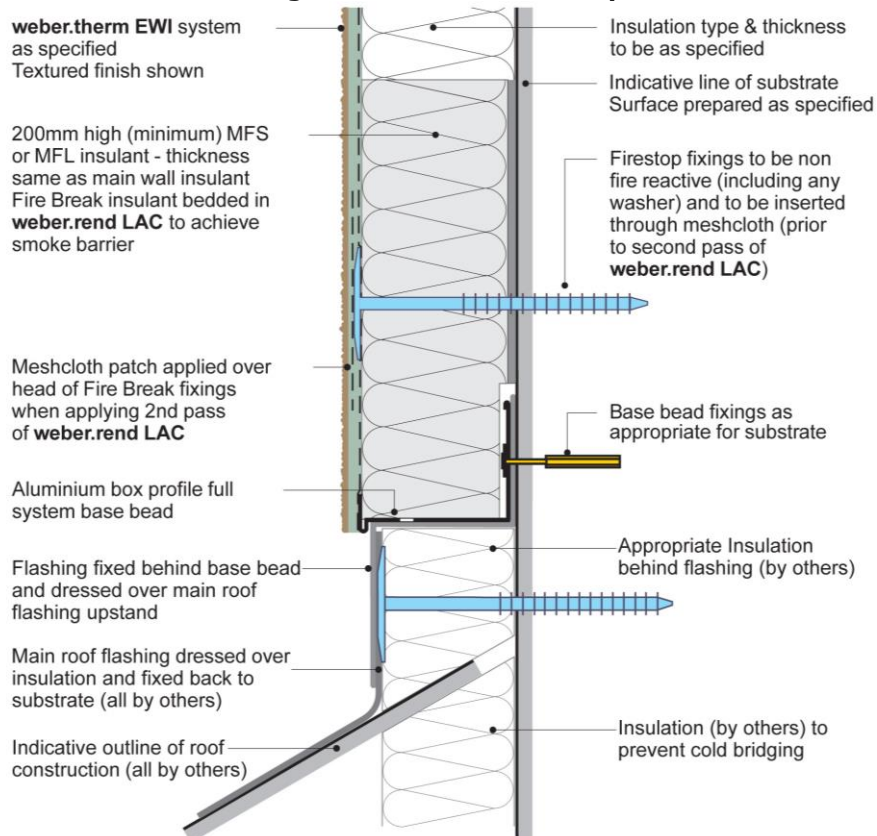 weber.therm EWI system
as specified
Textured finish shown
200mm high (minimum) MFS
or MFL insulant - thickness
same as main wall insulant
Fire Break insulant bedded in
weber.rend LAC to achieve
smoke barrier
Meshcloth patch applied over
head of Fire Break fixings
when applying 2nd pass
of weber.rend LAC
Aluminium box profile full
system base bead
Flashing fixed behind base bead
and dressed over main roof
flashing upstand
Main roof flashing dressed over
insulation and fixed back to
substrate (all by others)
Indicative outline of roof
construction (all by others)
Insulation type & thickness
to be as specified
Indicative line of substrate
Surface prepared as specified
Firestop fixings to be non
fire reactive (including any
washer) and to be inserted
through meshcloth (prior
to second pass of
weber.rend LAC)
Base bead fixings as
appropriate for substrate
Appropriate Insulation
behind flashing (by others)
Insulation (by others) to
prevent cold bridging